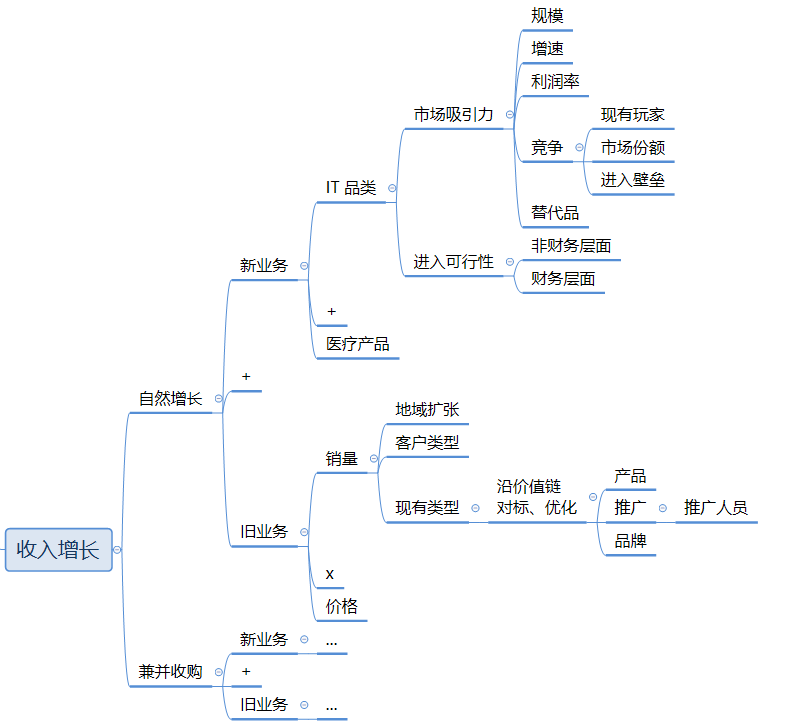 规模
增速
利润率
市场吸引力
现有玩家
竞争
市场份额
进入壁垒
IT 品类
替代品
非财务层面
进入可行性
财务层面
新业务
+
医疗产品
+
自然增长
地域扩张
客户类型
销量
产品
沿价值链
对标、优化
现有类型
推广
推广人员
品牌
旧业务
收入增长
x
价格
新业务
...
兼并收购
+
旧业务
...